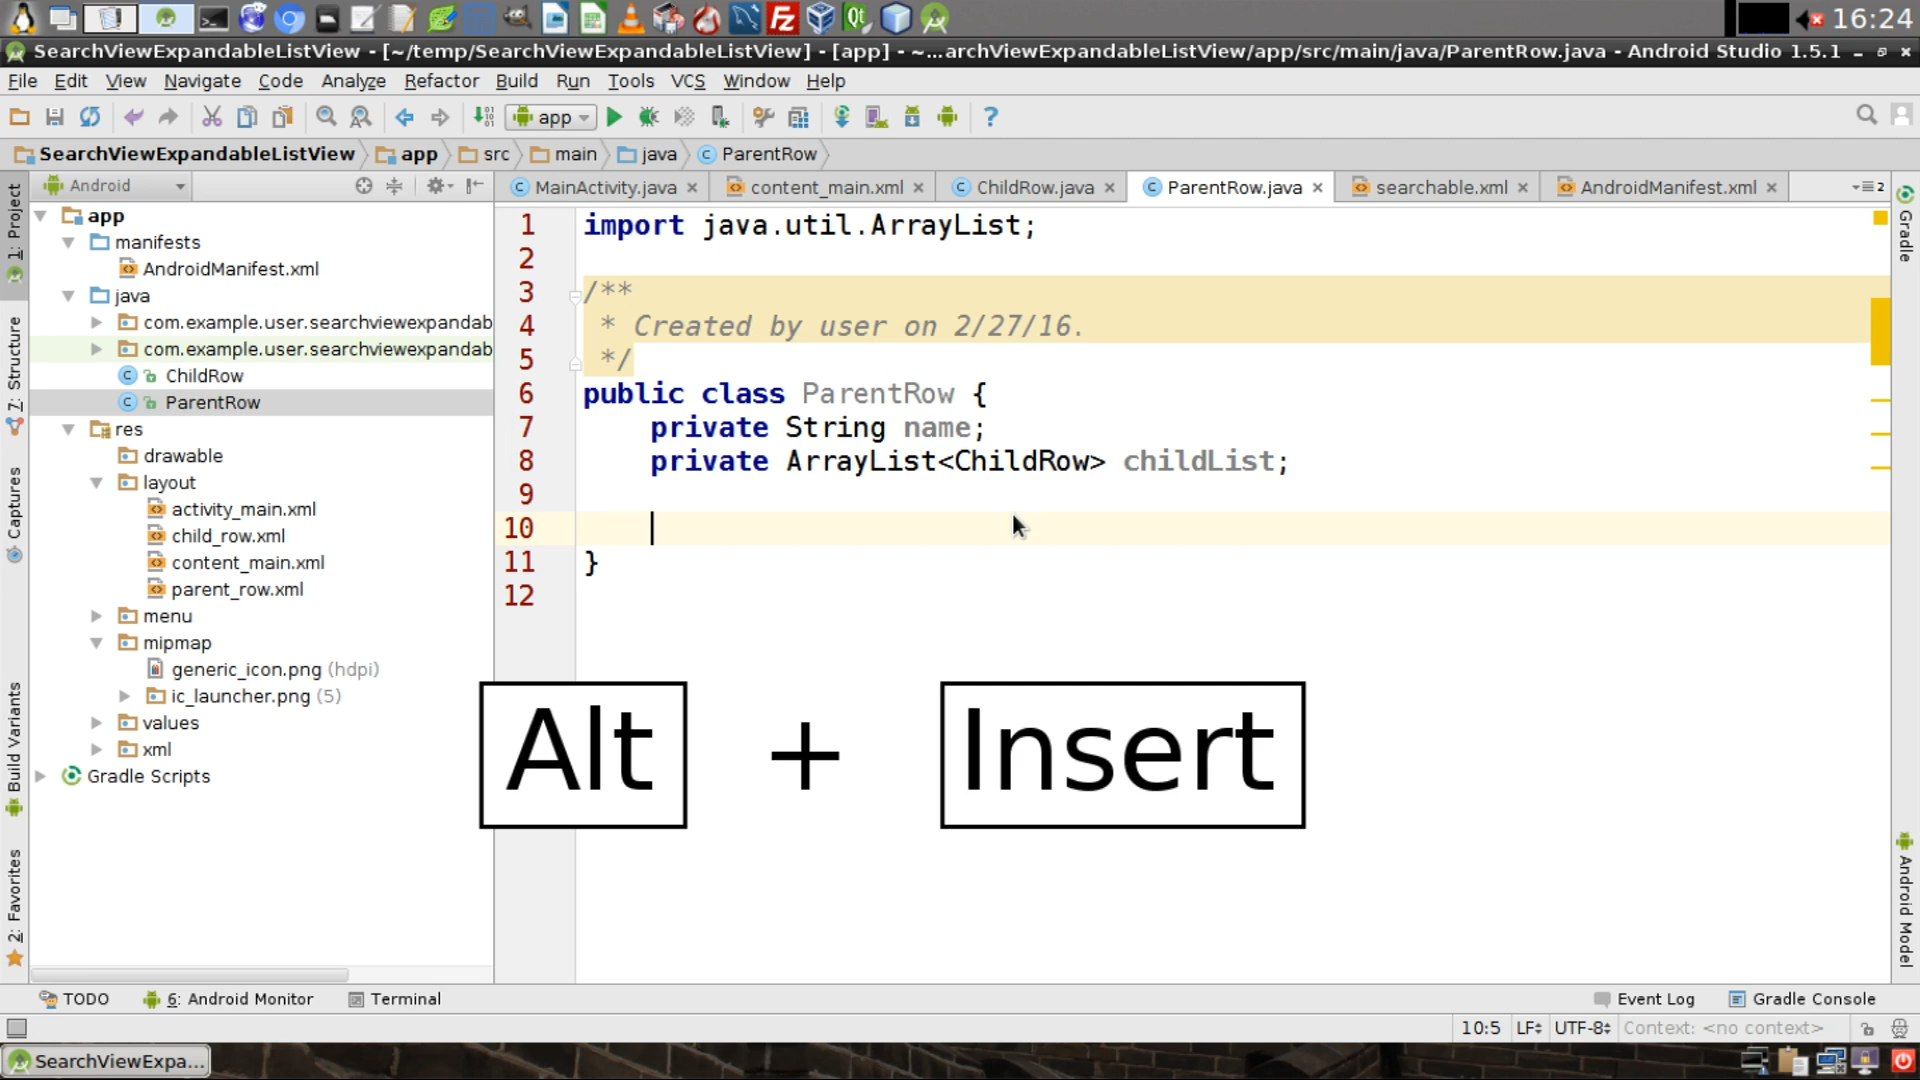 16:24
SearchViewExpandableListView - [~/temp/SearchViewExpandableListView] - [app] - ~...archViewExpandableListView/app/src/main/java/ParentRow.java - Android Studio 1.5.1
File Edit View Navigate Code Analyze Refactor Build Run Tools VCS Window Help
app
SearchViewExpandableListView app src main java ParentRow
Android
MainActivity.java content_main.xml ChildRow.java ParentRow.java searchable.xml AndroidManifest.xml 2
1: Project
7: Structure
Captures
Build Variants
2: Favorites
app
manifests
AndroidManifest.xml
java
com.example.user.searchviewexpandab
com.example.user.searchviewexpandab
ChildRow
ParentRow
res
drawable
layout
activity_main.xml
child_row.xml
content_main.xml
parent_row.xml
menu
mipmap
generic_icon.png (hdpi)
ic_launcher.png (5)
values
xml
Gradle Scripts
1 import java.util.ArrayList;
2
3 /**
4 * Created by user on 2/27/16.
5 */
6 public class ParentRow {
7 private String name;
8 private ArrayList<ChildRow> childList;
9
10
11 }
12
Alt + Insert
Gradle
Android Model
TODO 6: Android Monitor Terminal Event Log Gradle Console
10:5 LF UTF-8 Context: <no context>
SearchViewExpa...